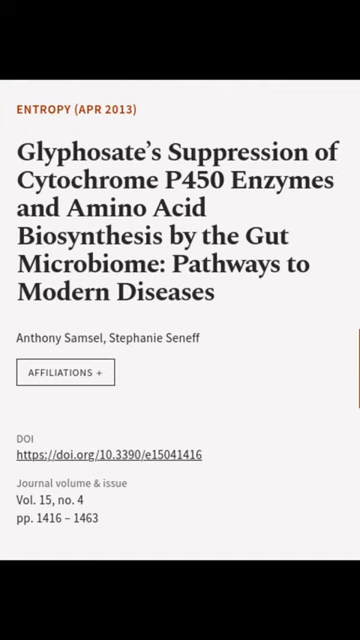 ENTROPY (APR 2013)
Glyphosate's Suppression of
Cytochrome P450 Enzymes
and Amino Acid
Biosynthesis by the Gut
Microbiome: Pathways to
Modern Diseases
Anthony Samsel, Stephanie Seneff
AFFILIATIONS +
DOI
https://doi.org/10.3390/e15041416
Journal volume & issue
Vol. 15, no. 4
pp. 1416 – 1463